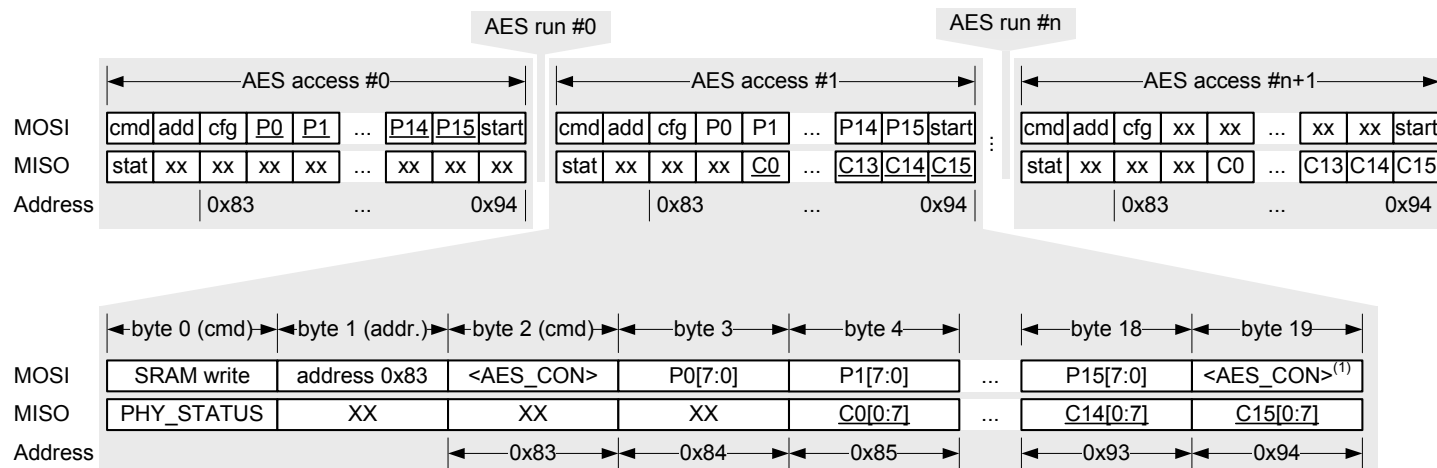 AES run #0 AES run #n
AES access #0 AES access #1 AES access #n+1
MOSI cmd add cfg P0 P1 ... P14 P15 start cmd add cfg P0 P1 ... P14 P15 start ... cmd add cfg xx xx ... xx xx start
MISO stat xx xx xx xx ... xx xx xx stat xx xx xx C0 ... C13 C14 C15 stat xx xx xx C0 ... C13 C14 C15
Address 0x83 ... 0x94 0x83 ... 0x94 0x83 ... 0x94
byte 0 (cmd) byte 1 (addr.) byte 2 (cmd) byte 3 byte 4 byte 18 byte 19
MOSI SRAM write address 0x83 <AES_CON> P0[7:0] P1[7:0] ... P15[7:0] <AES_CON>(1)
MISO PHY_STATUS XX XX XX C0[0:7] ... C14[0:7] C15[0:7]
Address 0x83 0x84 0x85 0x93 0x94